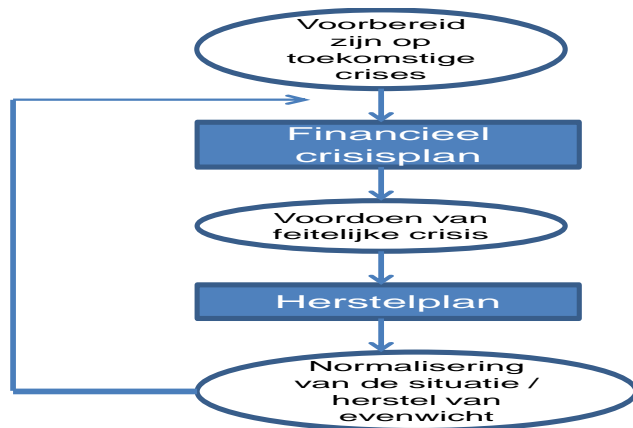 Voorbereid
zijn op
toekomstige
crises
Financieel
crisisplan
Voordoen van
feitelijke crisis
Herstelplan
Normalisering
van de situatie /
herstel van
evenwicht